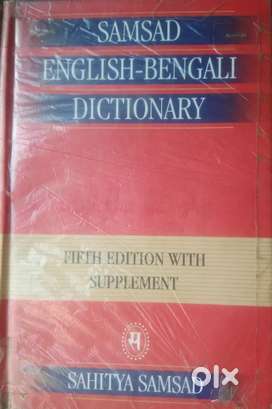 SAMSAD
ENGLISH-BENGALI
DICTIONARY
FIFTH EDITION WITH
SUPPLEMENT
SAHITYA SAMSAD
olx